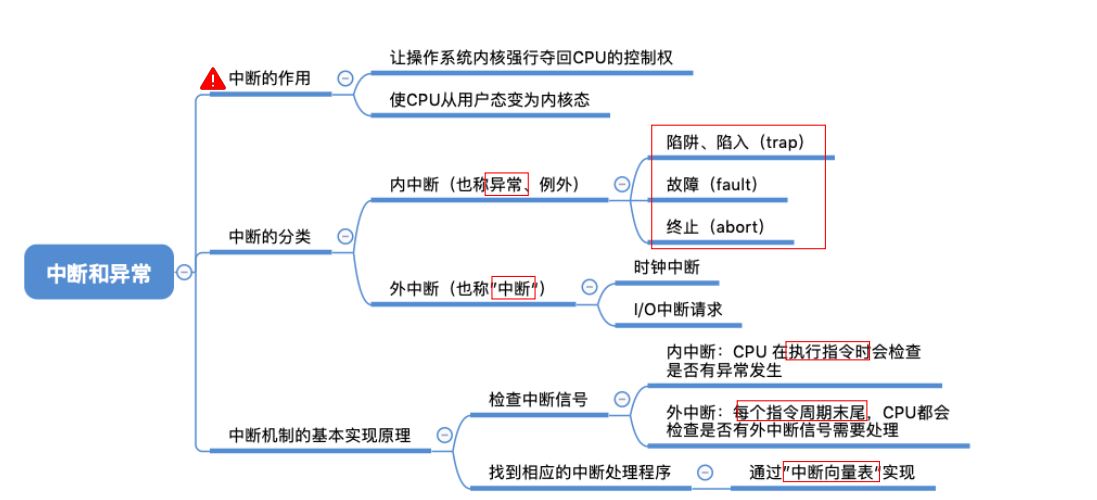 让操作系统内核强行夺回CPU的控制权
中断的作用
使CPU从用户态变为内核态
陷阱、陷入（trap）
内中断（也称异常、例外）
故障（fault）
终止（abort）
中断的分类
中断和异常
时钟中断
外中断（也称"中断"）
I/O中断请求
内中断：CPU 在执行指令时会检查
是否有异常发生
检查中断信号
外中断：每个指令周期末尾，CPU都会
检查是否有外中断信号需要处理
中断机制的基本实现原理
找到相应的中断处理程序
通过"中断向量表"实现